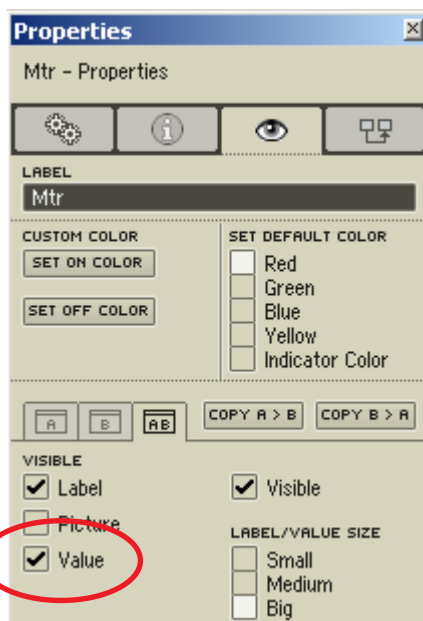 Properties
Mtr – Properties
LABEL
Mtr
CUSTOM COLOR
SET ON COLOR
SET OFF COLOR
SET DEFAULT COLOR
Red
Green
Blue
Yellow
Indicator Color
A
B
AB
COPY A > B
COPY B > A
VISIBLE
Label
Picture
Value
Visible
LABEL/VALUE SIZE
Small
Medium
Big